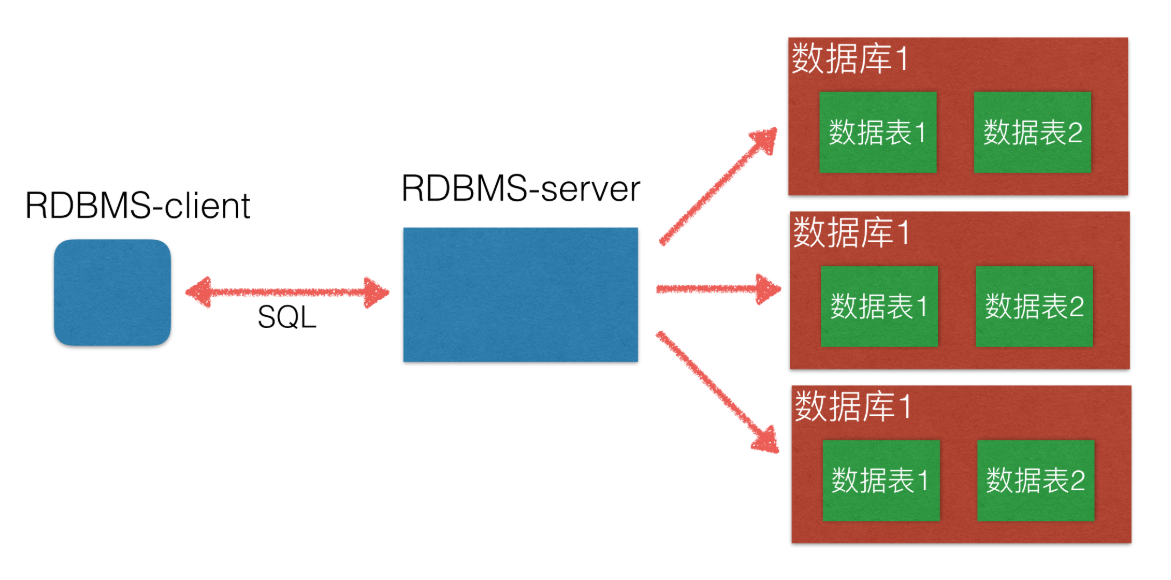 RDBMS-client
SQL
RDBMS-server
数据库1
数据表1
数据表2
数据库1
数据表1
数据表2
数据库1
数据表1
数据表2